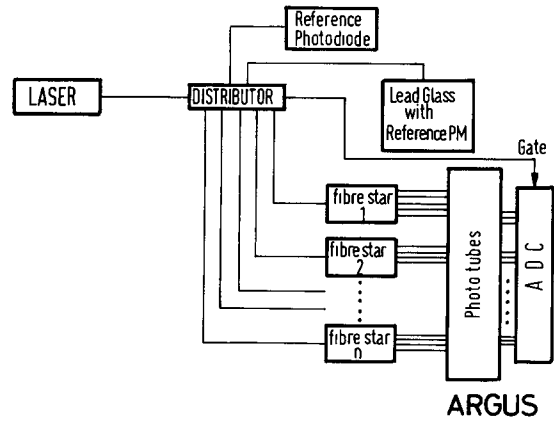 Reference
Photodiode
LASER
DISTRIBUTOR
Lead Glass
with
Reference PM
Gate
fibre star
1
fibre star
2
fibre star
n
Photo tubes
ADC
ARGUS